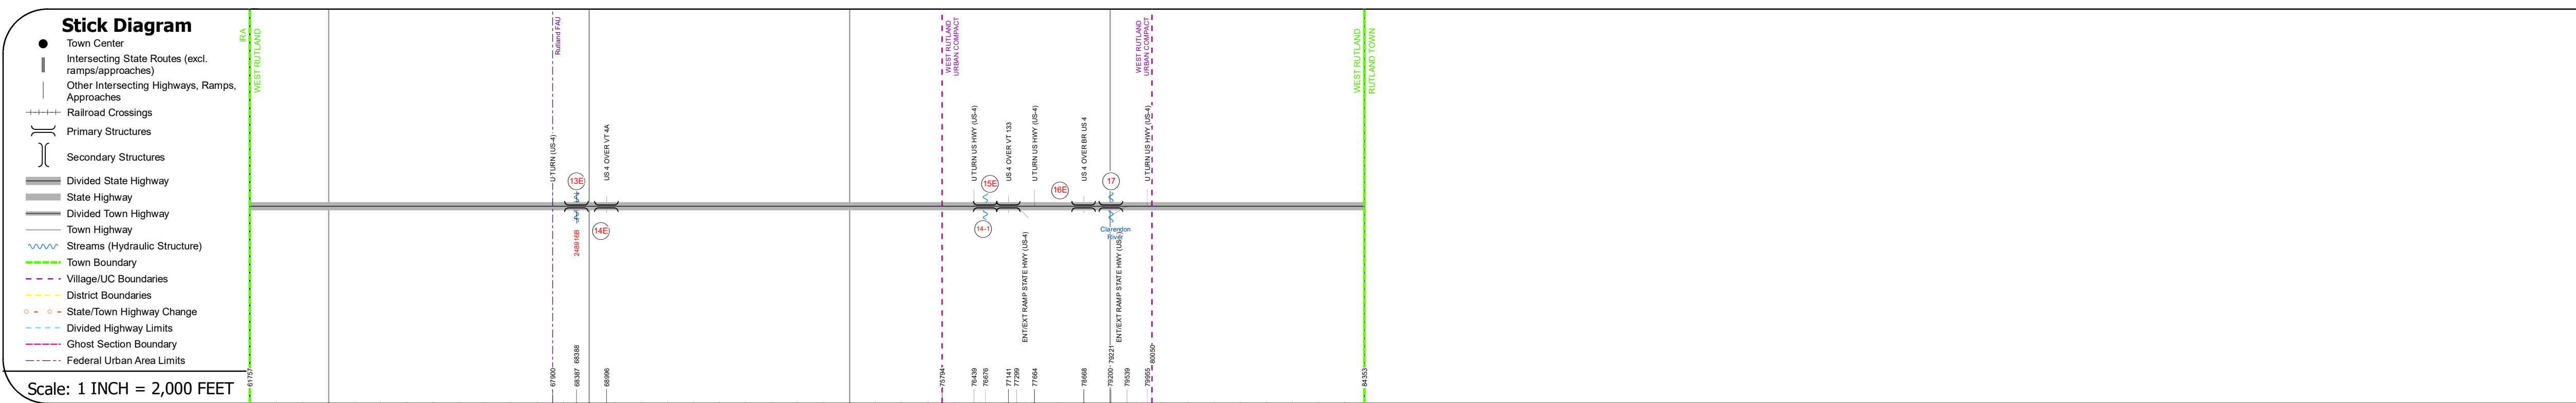 Stick Diagram
Town Center
Intersecting State Routes (excl.
ramps/approaches)
Other Intersecting Highways, Ramps,
Approaches
Railroad Crossings
Primary Structures
Secondary Structures
Divided State Highway
State Highway
Divided Town Highway
Town Highway
Streams (Hydraulic Structure)
Town Boundary
Village/UC Boundaries
District Boundaries
State/Town Highway Change
Divided Highway Limits
Ghost Section Boundary
Federal Urban Area Limits
Scale: 1 INCH = 2,000 FEET
IRA
WEST RUTLAND
Rutland FAU
WEST RUTLAND
URBAN COMPACT
WEST RUTLAND
URBAN COMPACT
WEST RUTLAND
RUTLAND TOWN
U TURN (US-4)
US 4 OVER VT 4A
U TURN US HWY (US-4)
US 4 OVER VT 133
U TURN US HWY (US-4)
US 4 OVER BR US 4
U TURN US HWY (US-4)
13E
15E
16E
17
14E
14-1
248916B
Clarendon
River
ENT/EXT RAMP STATE HWY (US-4)
ENT/EXT RAMP STATE HWY (US-4)
61757
67900
68387
68388
68996
75794
76439
76676
77141
77299
77664
78668
79200
79221
79539
79955
80050
84353